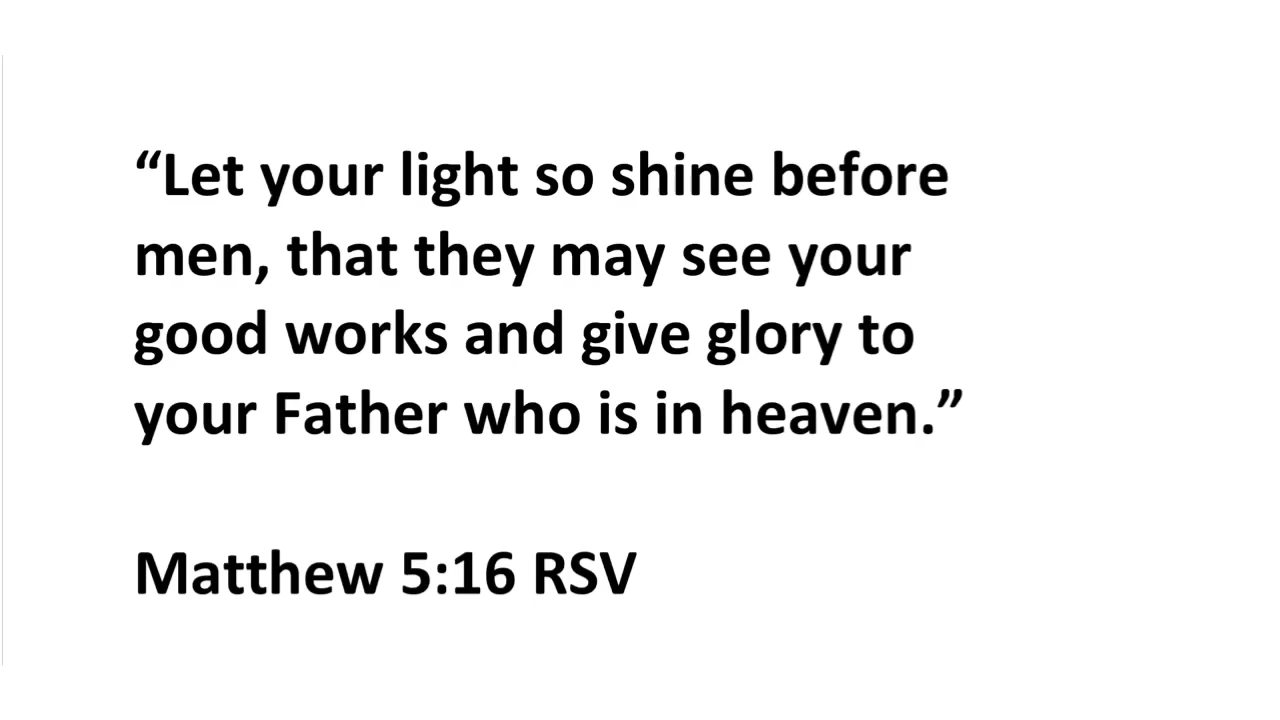 “Let your light so shine before
men, that they may see your
good works and give glory to
your Father who is in heaven.”
Matthew 5:16 RSV